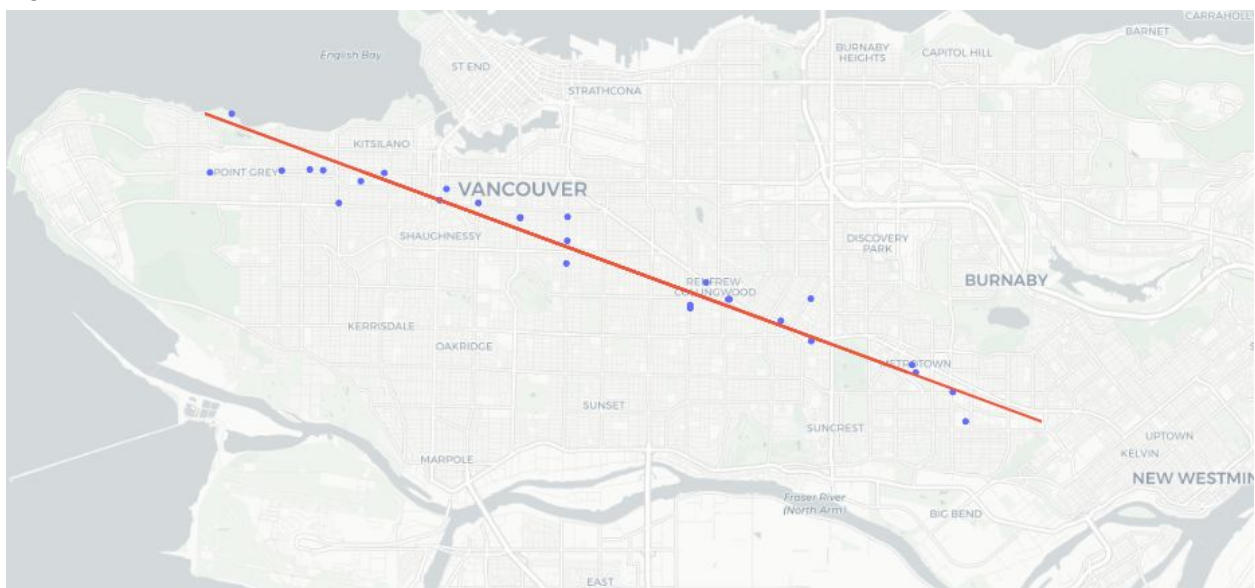 CARRAHOLLY
BARNET
English Bay
BURNABY
HEIGHTS
CAPITOL HILL
ST END
STRATHCONA
KITSILANO
POINT GREY
VANCOUVER
SHAUGHNESSY
DISCOVERY
PARK
RENFREW-
COLLINGWOOD
BURNABY
KERRISDALE
OAKRIDGE
METROTOWN
SUNSET
SUNCREST
UPTOWN
KELVIN
MARPOLE
NEW WESTMIN
Fraser River
(North Arm)
BIG BEND
EAST